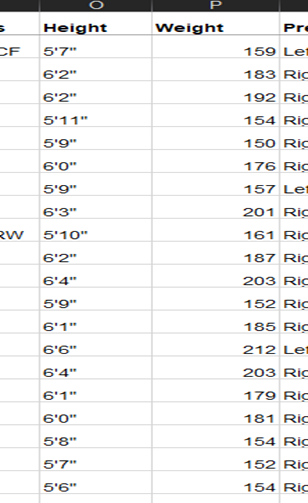 O P
s Height Weight Pre
CF 5'7" 159 Lef
6'2" 183 Rig
6'2" 192 Rig
5'11" 154 Rig
5'9" 150 Rig
6'0" 176 Rig
5'9" 157 Lef
6'3" 201 Rig
RW 5'10" 161 Rig
6'2" 187 Rig
6'4" 203 Rig
5'9" 152 Rig
6'1" 185 Rig
6'6" 212 Lef
6'4" 203 Rig
6'1" 179 Rig
6'0" 181 Rig
5'8" 154 Rig
5'7" 152 Rig
5'6" 154 Rig